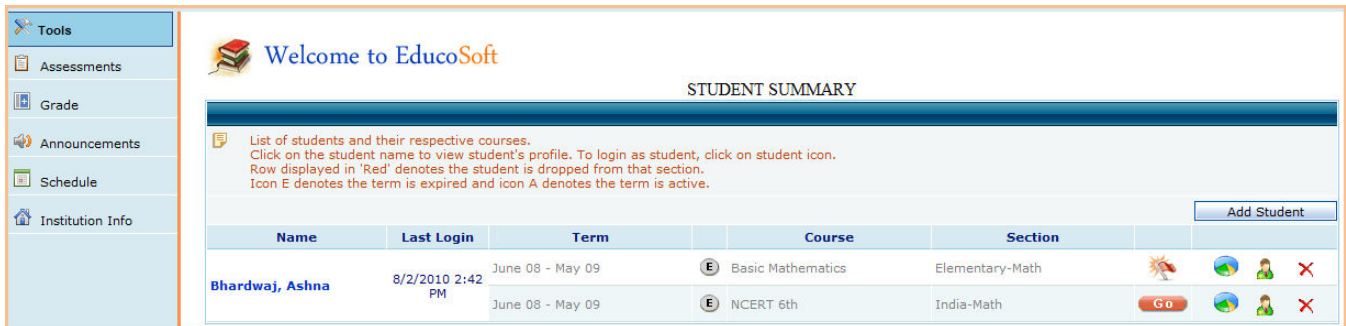 Tools
Assessments
Grade
Announcements
Schedule
Institution Info
Welcome to EducoSoft
STUDENT SUMMARY
List of students and their respective courses.
Click on the student name to view student's profile. To login as student, click on student icon.
Row displayed in 'Red' denotes the student is dropped from that section.
Icon E denotes the term is expired and icon A denotes the term is active.
Add Student
Name Last Login Term Course Section
Bhardwaj, Ashna 8/2/2010 2:42 PM
June 08 - May 09 E Basic Mathematics Elementary-Math
June 08 - May 09 E NCERT 6th India-Math Go